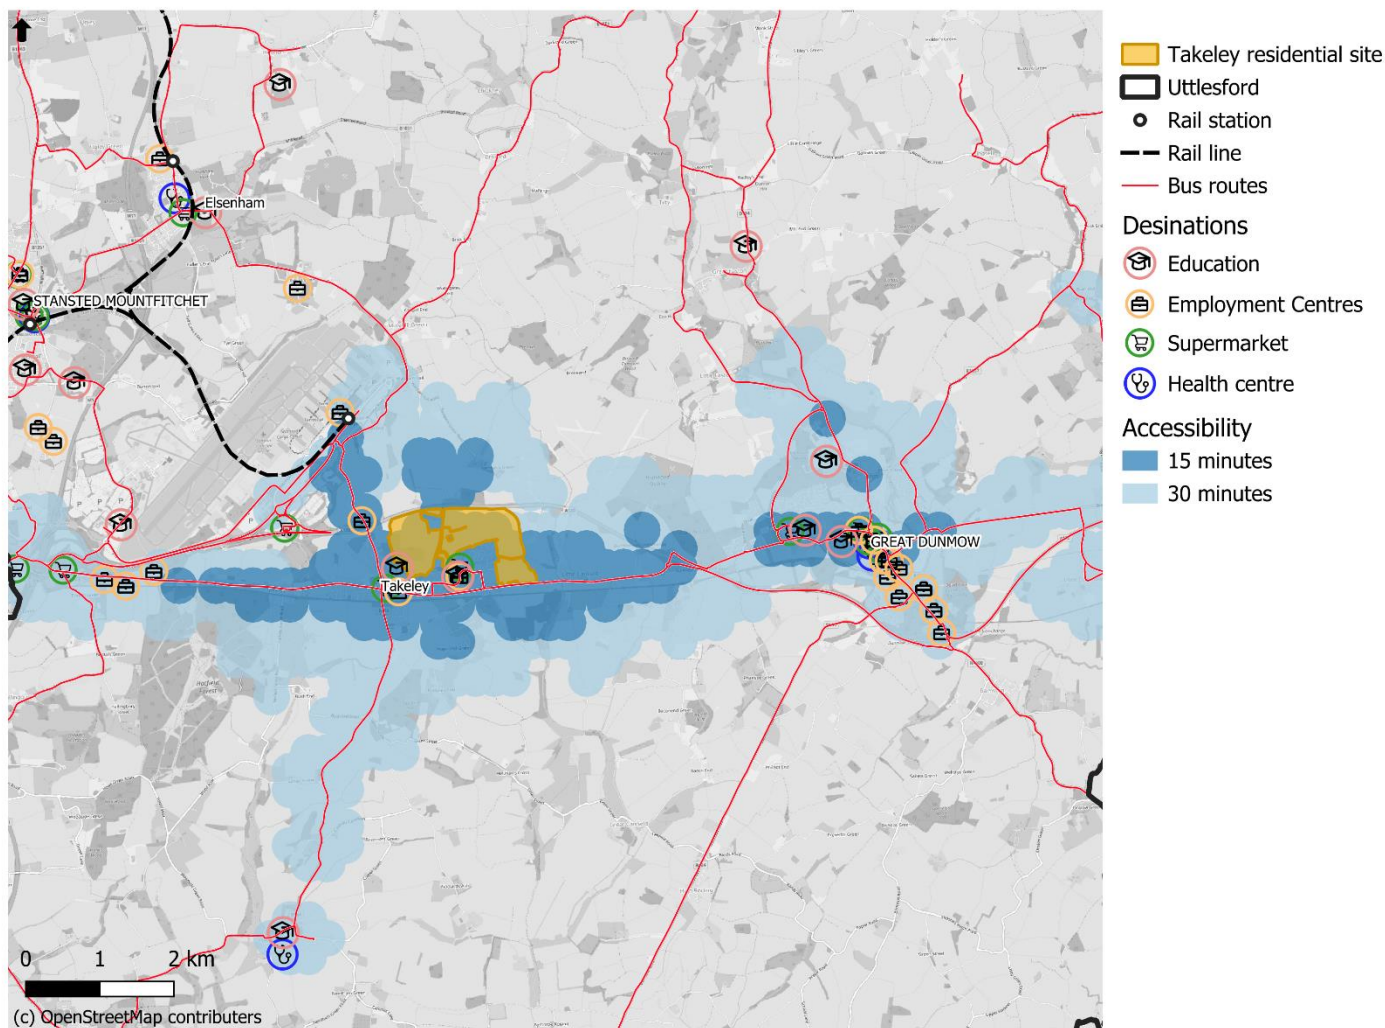 Elsenham
STANSTED MOUNTFITCHET
GREAT DUNMOW
Takeley
0 1 2 km
(c) OpenStreetMap contributers
Takeley residential site
Uttlesford
Rail station
Rail line
Bus routes
Desinations
Education
Employment Centres
Supermarket
Health centre
Accessibility
15 minutes
30 minutes